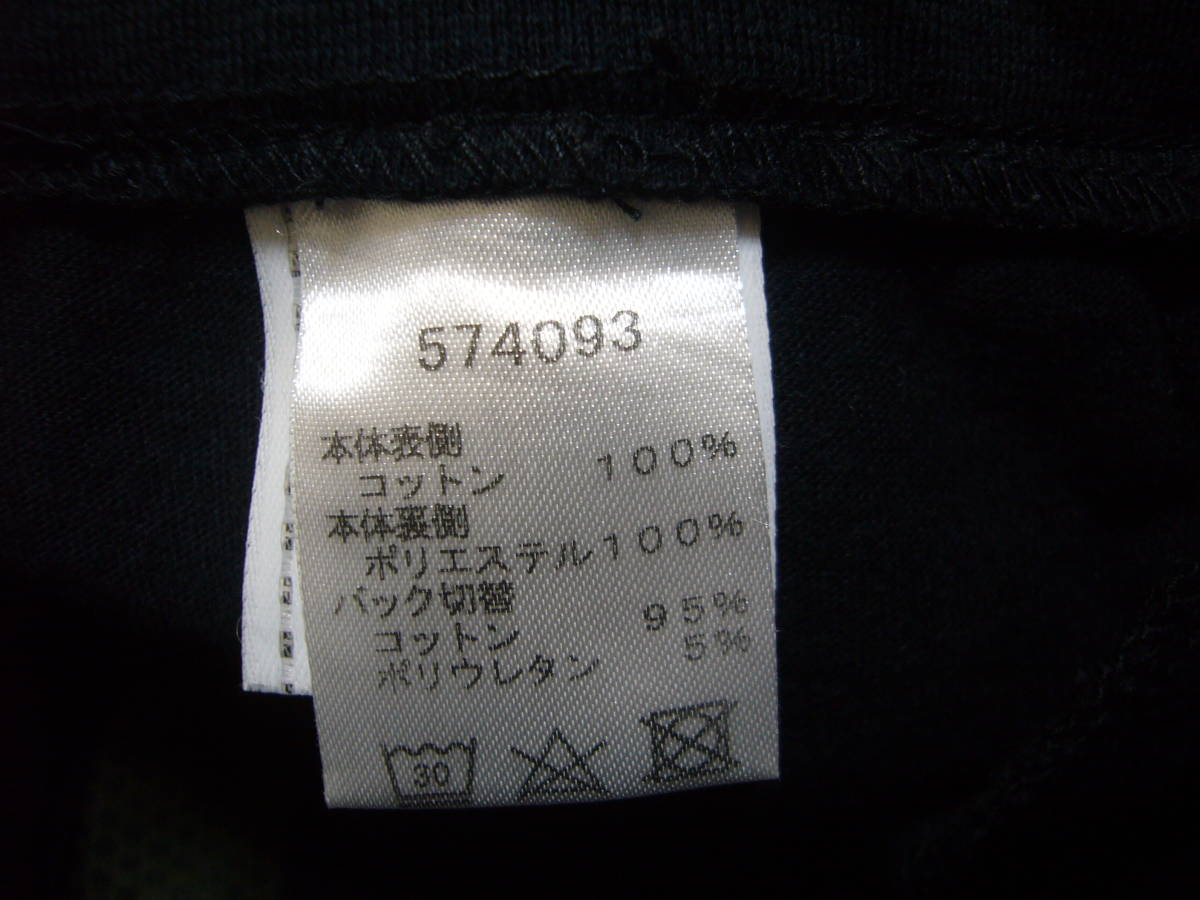 574093
本体表側
コットン 100%
本体裏側
ポリエステル100%
バック切替
コットン 95%
ポリウレタン 5%
30